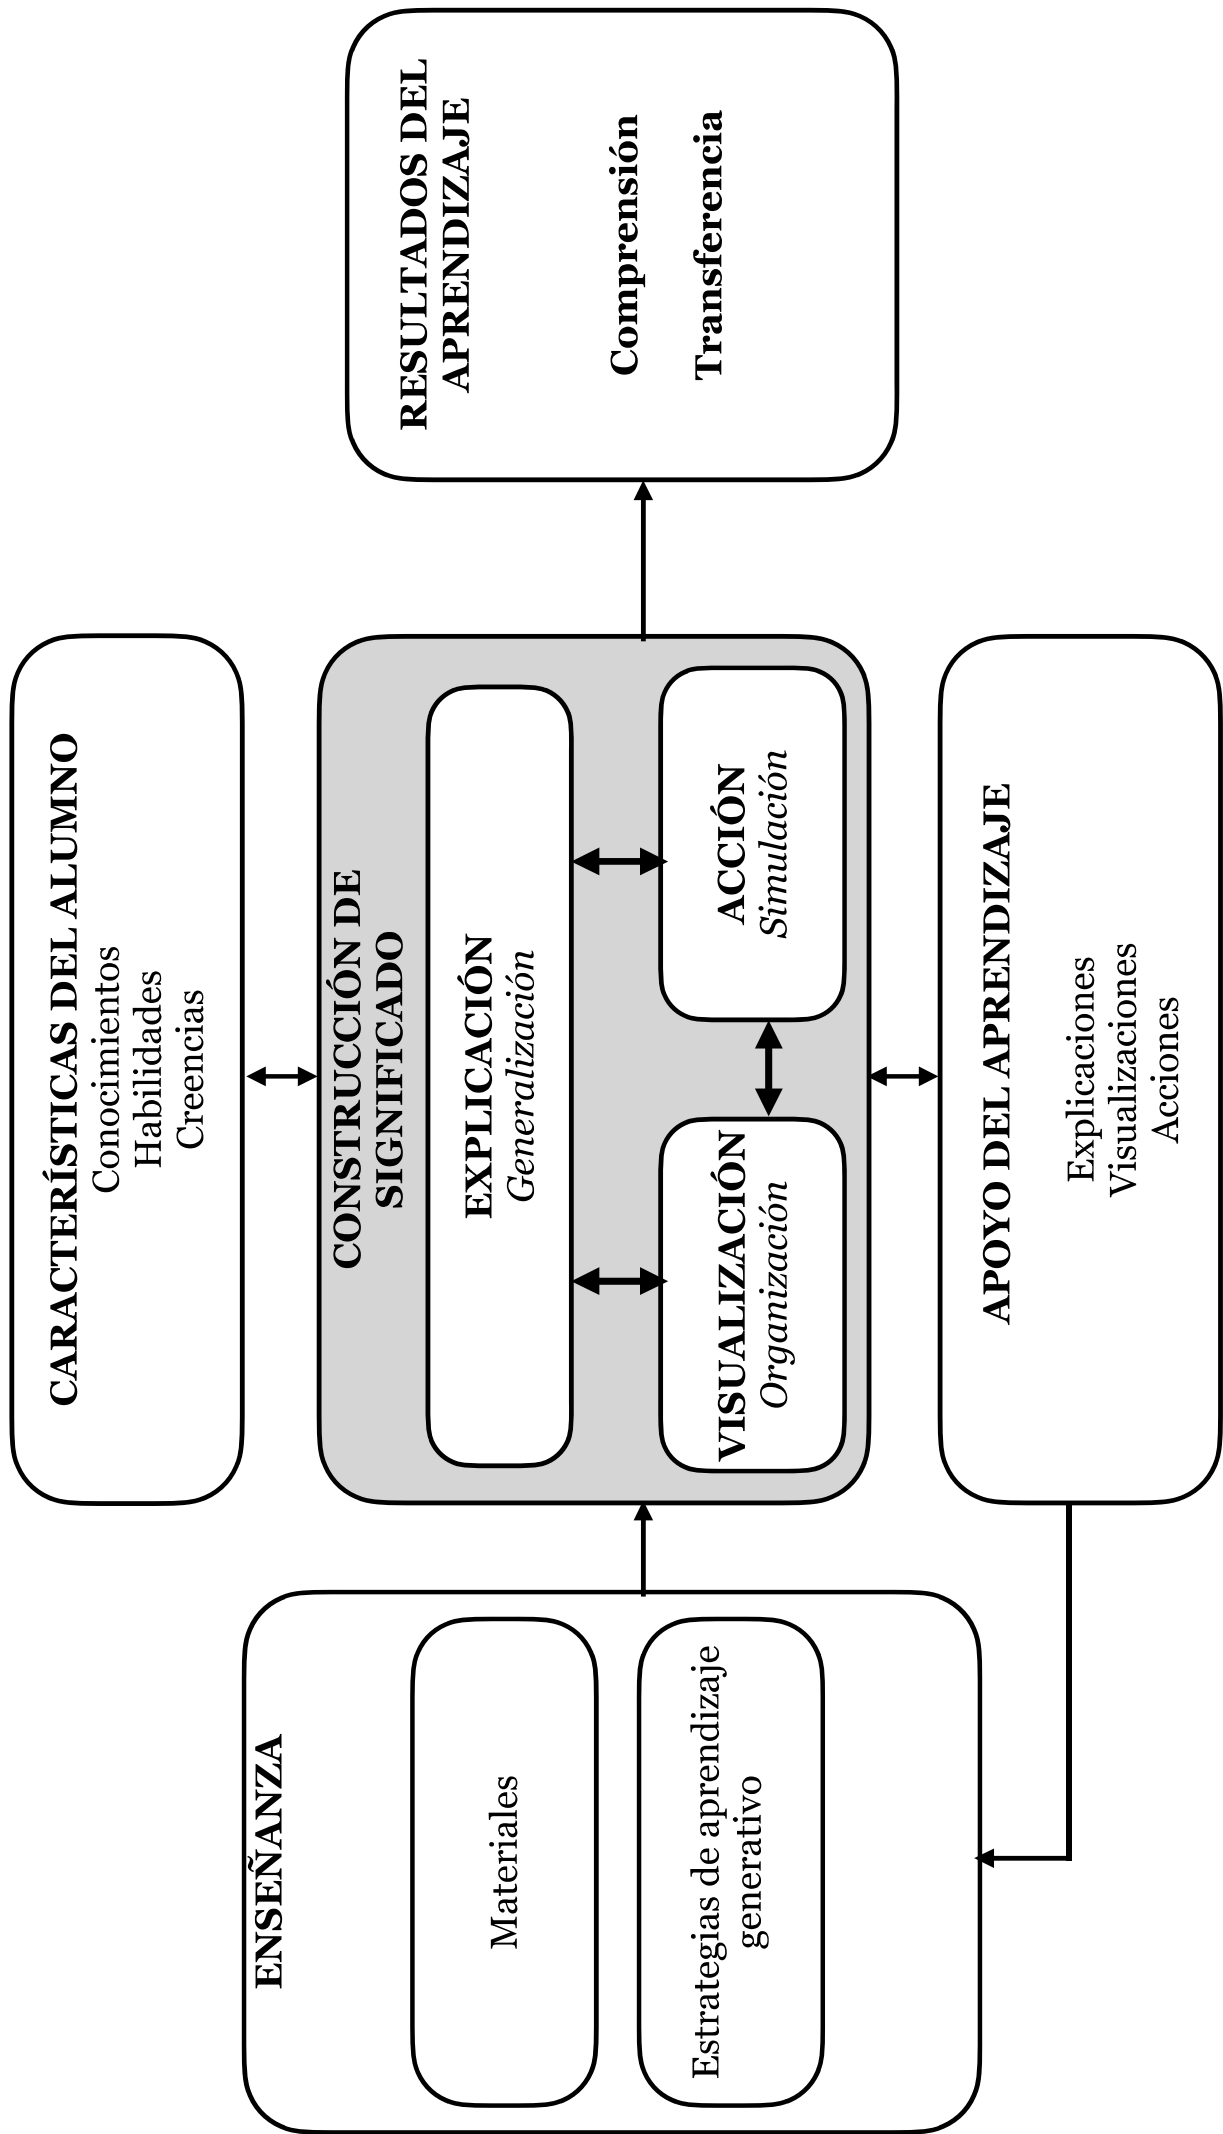 CARACTERÍSTICAS DEL ALUMNO
Conocimientos
Habilidades
Creencias
ENSEÑANZA
Materiales
Estrategias de aprendizaje
generativo
CONSTRUCCIÓN DE
SIGNIFICADO
EXPLICACIÓN
Generalización
VISUALIZACIÓN
Organización
ACCIÓN
Simulación
RESULTADOS DEL
APRENDIZAJE
Comprensión
Transferencia
APOYO DEL APRENDIZAJE
Explicaciones
Visualizaciones
Acciones